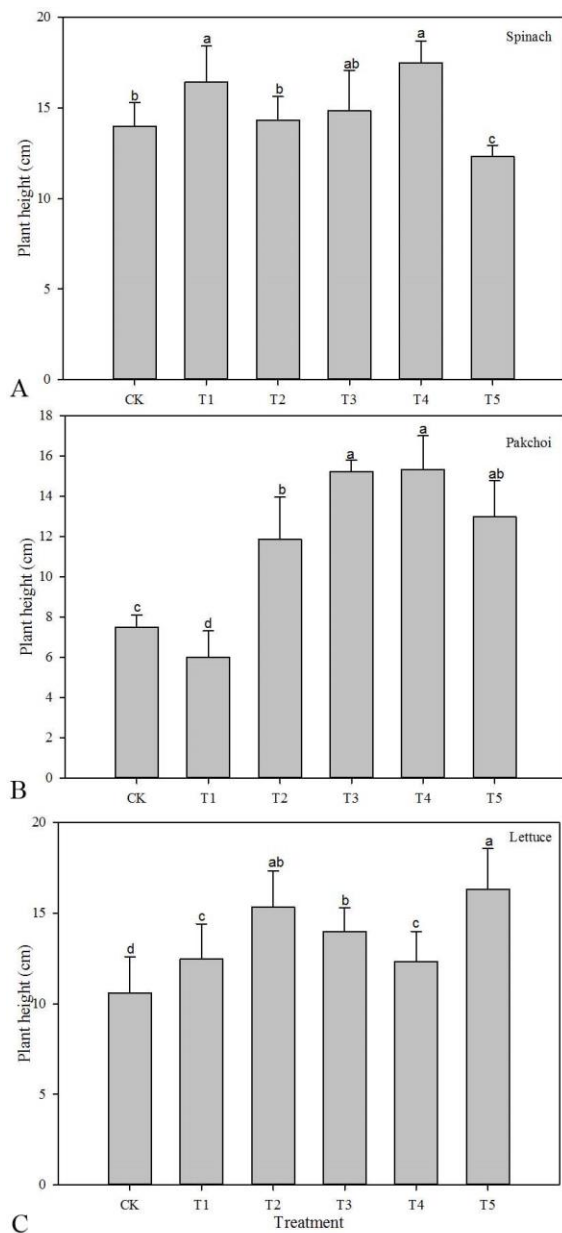 20
Spinach
a
a
ab
b
b
15
c
10
5
0
Plant height (cm)
A
CK T1 T2 T3 T4 T5
18
Pakchoi
16
a
a
14
ab
b
12
10
8
c
d
6
4
2
0
Plant height (cm)
B
CK T1 T2 T3 T4 T5
20
Lettuce
a
ab
b
15
c
c
d
10
5
0
Plant height (cm)
C
CK T1 T2 T3 T4 T5
Treatment